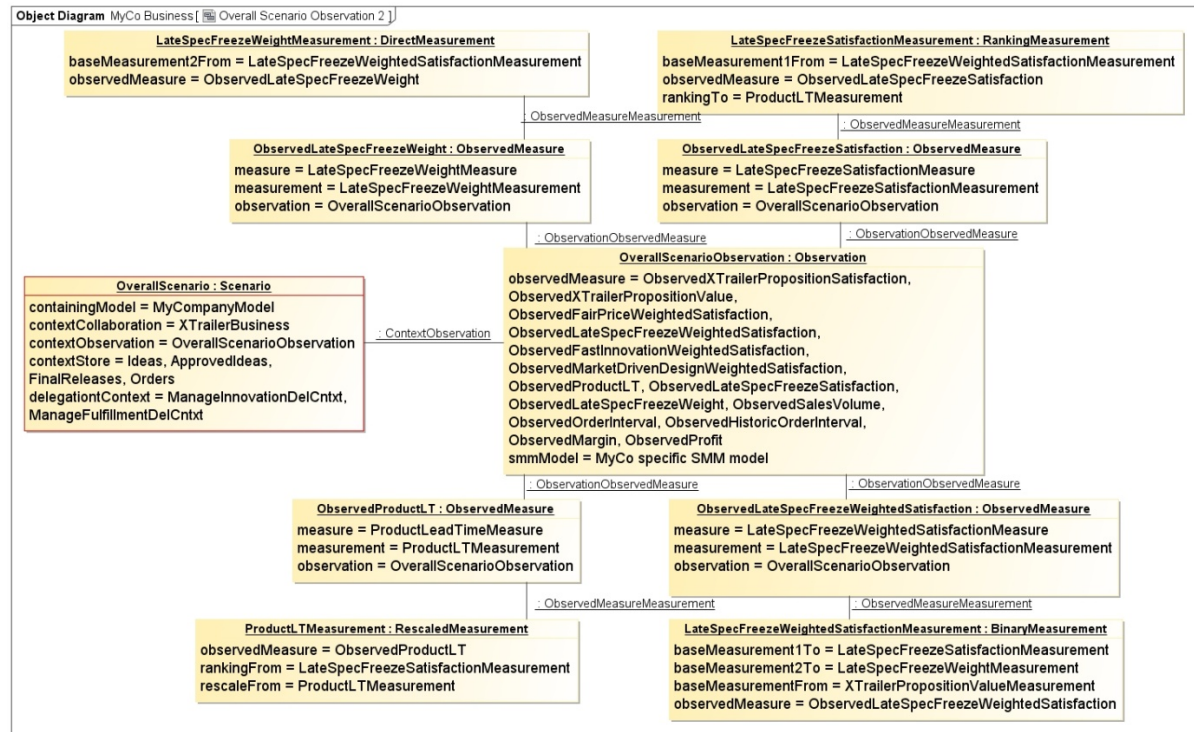 Object Diagram MyCo Business [ Overall Scenario Observation 2 ]
LateSpecFreezeWeightMeasurement : DirectMeasurement
baseMeasurement2From = LateSpecFreezeWeightedSatisfactionMeasurement
observedMeasure = ObservedLateSpecFreezeWeight
LateSpecFreezeSatisfactionMeasurement : RankingMeasurement
baseMeasurement1From = LateSpecFreezeWeightedSatisfactionMeasurement
observedMeasure = ObservedLateSpecFreezeSatisfaction
rankingTo = ProductLTMeasurement
: ObservedMeasureMeasurement
: ObservedMeasureMeasurement
ObservedLateSpecFreezeWeight : ObservedMeasure
measure = LateSpecFreezeWeightMeasure
measurement = LateSpecFreezeWeightMeasurement
observation = OverallScenarioObservation
ObservedLateSpecFreezeSatisfaction : ObservedMeasure
measure = LateSpecFreezeSatisfactionMeasure
measurement = LateSpecFreezeSatisfactionMeasurement
observation = OverallScenarioObservation
: ObservationObservedMeasure
: ObservationObservedMeasure
OverallScenario : Scenario
containingModel = MyCompanyModel
contextCollaboration = XTrailerBusiness
contextObservation = OverallScenarioObservation
contextStore = Ideas, ApprovedIdeas,
FinalReleases, Orders
delegationtContext = ManageInnovationDelCntxt,
ManageFulfillmentDelCntxt
: ContextObservation
OverallScenarioObservation : Observation
observedMeasure = ObservedXTrailerPropositionSatisfaction,
ObservedXTrailerPropositionValue,
ObservedFairPriceWeightedSatisfaction,
ObservedLateSpecFreezeWeightedSatisfaction,
ObservedFastInnovationWeightedSatisfaction,
ObservedMarketDrivenDesignWeightedSatisfaction,
ObservedProductLT, ObservedLateSpecFreezeSatisfaction,
ObservedLateSpecFreezeWeight, ObservedSalesVolume,
ObservedOrderInterval, ObservedHistoricOrderInterval,
ObservedMargin, ObservedProfit
smmModel = MyCo specific SMM model
: ObservationObservedMeasure
: ObservationObservedMeasure
ObservedProductLT : ObservedMeasure
measure = ProductLeadTimeMeasure
measurement = ProductLTMeasurement
observation = OverallScenarioObservation
ObservedLateSpecFreezeWeightedSatisfaction : ObservedMeasure
measure = LateSpecFreezeWeightedSatisfactionMeasure
measurement = LateSpecFreezeWeightedSatisfactionMeasurement
observation = OverallScenarioObservation
: ObservedMeasureMeasurement
: ObservedMeasureMeasurement
ProductLTMeasurement : RescaledMeasurement
observedMeasure = ObservedProductLT
rankingFrom = LateSpecFreezeSatisfactionMeasurement
rescaleFrom = ProductLTMeasurement
LateSpecFreezeWeightedSatisfactionMeasurement : BinaryMeasurement
baseMeasurement1To = LateSpecFreezeSatisfactionMeasurement
baseMeasurement2To = LateSpecFreezeWeightMeasurement
baseMeasurementFrom = XTrailerPropositionValueMeasurement
observedMeasure = ObservedLateSpecFreezeWeightedSatisfaction